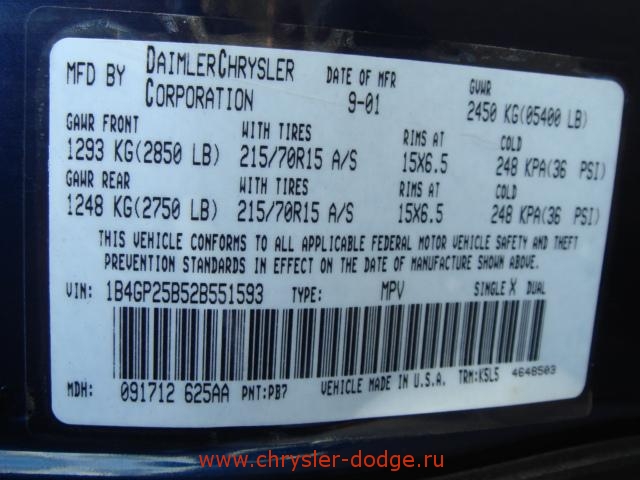 MFD BY DAIMLERCHRYSLER CORPORATION DATE OF MFR 9-01 GVWR 2450 KG(05400 LB)
GAWR FRONT WITH TIRES RIMS AT COLD
1293 KG(2850 LB) 215/70R15 A/S 15X6.5 248 KPA(36 PSI)
GAWR REAR WITH TIRES RIMS AT COLD
1248 KG(2750 LB) 215/70R15 A/S 15X6.5 248 KPA(36 PSI)
THIS VEHICLE CONFORMS TO ALL APPLICABLE FEDERAL MOTOR VEHICLE SAFETY AND THEFT
PREVENTION STANDARDS IN EFFECT ON THE DATE OF MANUFACTURE SHOWN ABOVE.
VIN: 1B4GP25B52B551593 TYPE: MPV SINGLE X DUAL
MDH: 091712 625AA PNT:PB7 VEHICLE MADE IN U.S.A. TRM:K5L5 4648503
www.chrysler-dodge.ru